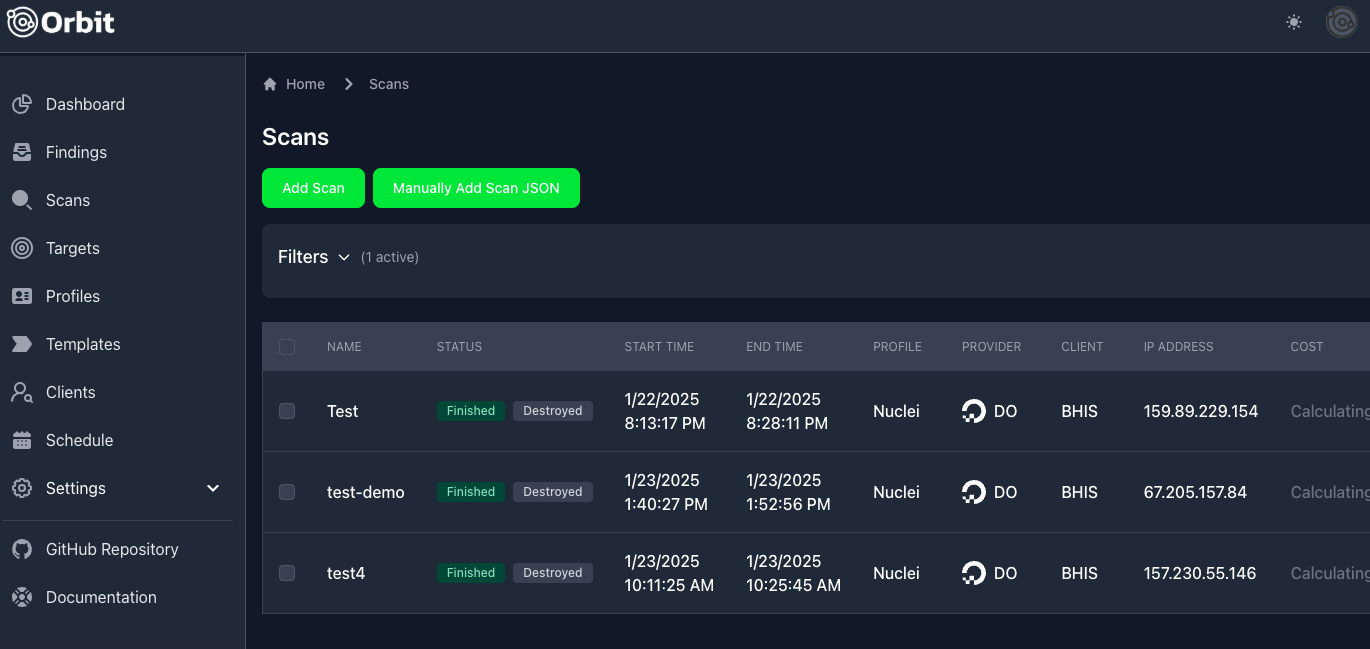 Orbit
Home > Scans
Dashboard
Findings
Scans
Targets
Profiles
Templates
Clients
Schedule
Settings
GitHub Repository
Documentation
Scans
Add Scan Manually Add Scan JSON
Filters (1 active)
NAME STATUS START TIME END TIME PROFILE PROVIDER CLIENT IP ADDRESS COST
Test Finished Destroyed 1/22/2025 8:13:17 PM 1/22/2025 8:28:11 PM Nuclei DO BHIS 159.89.229.154 Calculating
test-demo Finished Destroyed 1/23/2025 1:40:27 PM 1/23/2025 1:52:56 PM Nuclei DO BHIS 67.205.157.84 Calculating
test4 Finished Destroyed 1/23/2025 10:11:25 AM 1/23/2025 10:25:45 AM Nuclei DO BHIS 157.230.55.146 Calculating